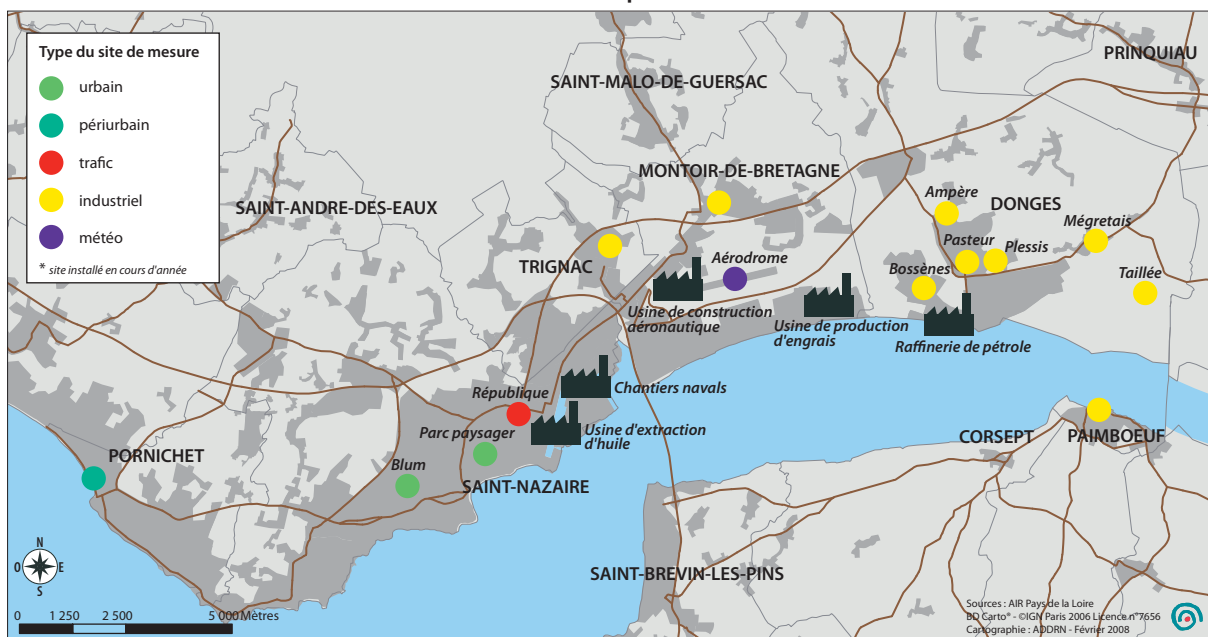 Type du site de mesure
urbain
périurbain
trafic
industriel
météo
* site installé en cours d'année
PRINQUIAU
SAINT-MALO-DE-GUERSAC
MONTOIR-DE-BRETAGNE
Ampère
DONGES
SAINT-ANDRE-DES-EAUX
Mégretais
Pasteur
Plessis
TRIGNAC
Aérodrome
Bossènes
Taillée
Usine de construction
aéronautique
Usine de production
d'engrais
Raffinerie de pétrole
République
Chantiers navals
Parc paysager
Usine d'extraction
d'huile
CORSEPT
PAIMBOEUF
PORNICHET
Blum
SAINT-NAZAIRE
N
O
E
S
SAINT-BREVIN-LES-PINS
0
1 250
2 500
5 000 Mètres
Sources : AIR Pays de la Loire
BD Carto® - ©IGN Paris 2006 Licence n°7656
Cartographie : ADDRN - Février 2008